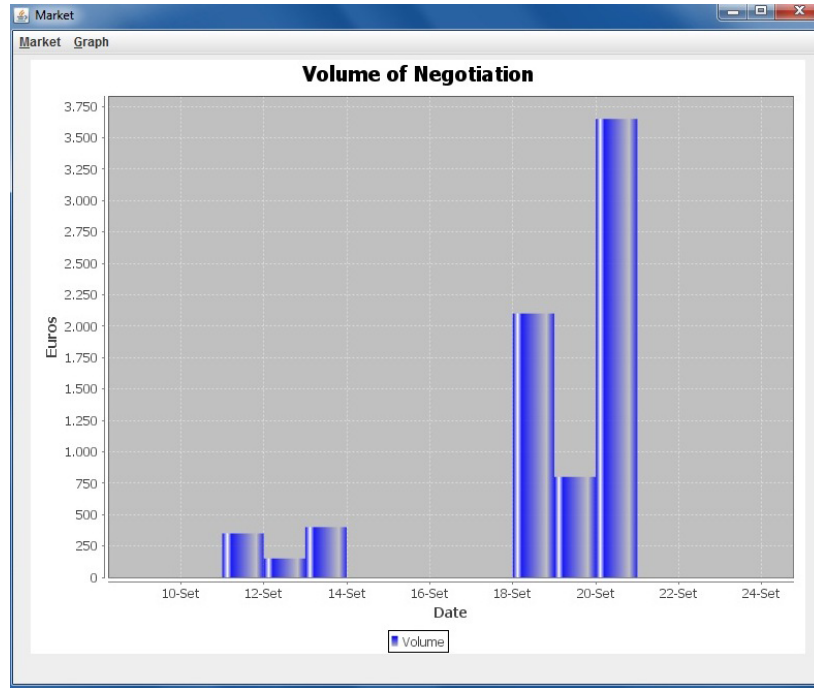 Market
Market Graph
Volume of Negotiation
3.750
3.500
3.250
3.000
2.750
2.500
2.250
2.000
1.750
1.500
1.250
1.000
750
500
250
0
Euros
10-Set 12-Set 14-Set 16-Set 18-Set 20-Set 22-Set 24-Set
Date
Volume